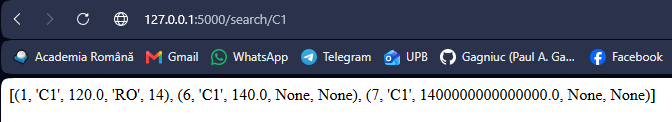 127.0.0.1:5000/search/C1
Academia Română Gmail WhatsApp Telegram UPB Gagniuc (Paul A. Ga... Facebook
[(1, 'C1', 120.0, 'RO', 14), (6, 'C1', 140.0, None, None), (7, 'C1', 1400000000000000.0, None, None)]